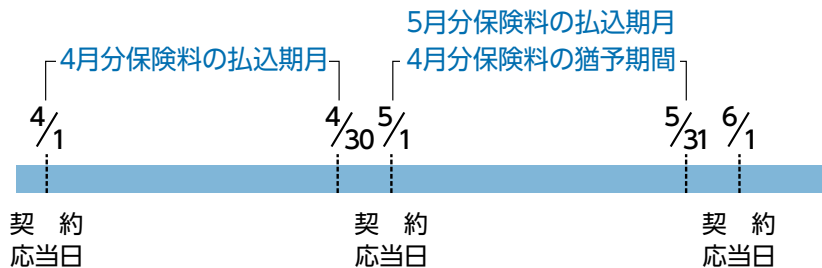 5月分保険料の払込期月
4月分保険料の払込期月
4月分保険料の猶予期間
4/1
4/30
5/1
5/31
6/1
契　約
応当日
契　約
応当日
契　約
応当日